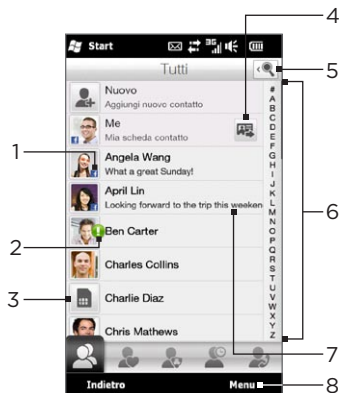 4
Start
3G
Tutti
5
Nuovo
Aggiungi nuovo contatto
Me
Mia scheda contatto
1
Angela Wang
What a great Sunday!
April Lin
Looking forward to the trip this weeken
6
2
Ben Carter
Charles Collins
3
Charlie Diaz
Chris Mathews
7
#
A
B
C
D
E
F
G
H
I
J
K
L
M
N
O
P
Q
R
S
T
U
V
W
X
Y
Z
Indietro
Menu
8